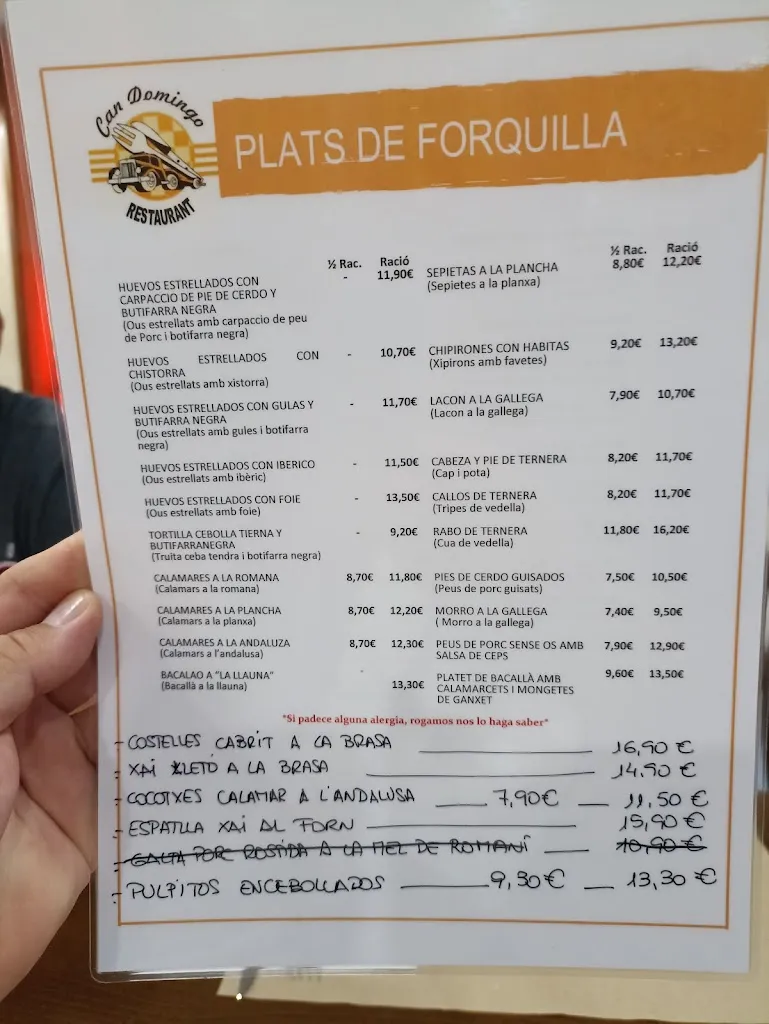 Can Domingo
RESTAURANT
PLATS DE FORQUILLA
½ Rac. Ració
HUEVOS ESTRELLADOS CON - 11,90€
CARPACCIO DE PIE DE CERDO Y
BUTIFARRA NEGRA
(Ous estrellats amb carpaccio de peu
de Porc i botifarra negra)
HUEVOS ESTRELLADOS CON - 10,70€
CHISTORRA
(Ous estrellats amb xistorra)
HUEVOS ESTRELLADOS CON GULAS Y - 11,70€
BUTIFARRA NEGRA
(Ous estrellats amb gules i botifarra
negra)
HUEVOS ESTRELLADOS CON IBERICO - 11,50€
(Ous estrellats amb ibèric)
HUEVOS ESTRELLADOS CON FOIE - 13,50€
(Ous estrellats amb foie)
TORTILLA CEBOLLA TIERNA Y - 9,20€
BUTIFARRANEGRA
(Truita ceba tendra i botifarra negra)
CALAMARES A LA ROMANA 8,70€ 11,80€
(Calamars a la romana)
CALAMARES A LA PLANCHA 8,70€ 12,20€
(Calamars a la planxa)
CALAMARES A LA ANDALUZA 8,70€ 12,30€
(Calamars a l'andalusa)
BACALAO A "LA LLAUNA" -
(Bacallà a la llauna) 13,30€
½ Rac. Ració
SEPIETAS A LA PLANCHA 8,80€ 12,20€
(Sepietes a la planxa)
CHIPIRONES CON HABITAS 9,20€ 13,20€
(Xipirons amb favetes)
LACON A LA GALLEGA 7,90€ 10,70€
(Lacon a la gallega)
CABEZA Y PIE DE TERNERA 8,20€ 11,70€
(Cap i pota)
CALLOS DE TERNERA 8,20€ 11,70€
(Tripes de vedella)
RABO DE TERNERA 11,80€ 16,20€
(Cua de vedella)
PIES DE CERDO GUISADOS 7,50€ 10,50€
(Peus de porc guisats)
MORRO A LA GALLEGA 7,40€ 9,50€
( Morro a la gallega)
PEUS DE PORC SENSE OS AMB 7,90€ 12,90€
SALSA DE CEPS
PLATET DE BACALLÀ AMB 9,60€ 13,50€
CALAMARCETS I MONGETES
DE GANXET
*Si padece alguna alergia, rogamos nos lo haga saber*
- COSTELLES CABRIT A LA BRASA 16,90 €
- XAI LLETÓ A LA BRASA 14,90 €
- COCOTXES CALAMAR A L'ANDALUSA 7,90€ 11,50 €
- ESPATLLA XAI AL FORN 15,90 €
- GALTA PORC ROSTIDA A LA MEL DE ROMANÍ 10,90 €
- PULPITOS ENCEBOLLADOS 9,30€ 13,30 €